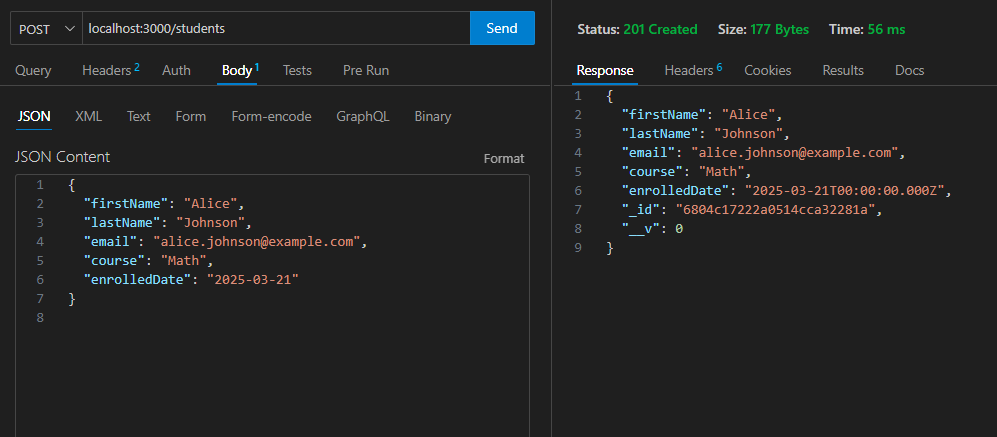 POST localhost:3000/students Send
Query Headers 2 Auth Body 1 Tests Pre Run
JSON XML Text Form Form-encode GraphQL Binary
JSON Content Format
1 {
2 "firstName": "Alice",
3 "lastName": "Johnson",
4 "email": "alice.johnson@example.com",
5 "course": "Math",
6 "enrolledDate": "2025-03-21"
7 }
8
Status: 201 Created Size: 177 Bytes Time: 56 ms
Response Headers 6 Cookies Results Docs
1 {
2 "firstName": "Alice",
3 "lastName": "Johnson",
4 "email": "alice.johnson@example.com",
5 "course": "Math",
6 "enrolledDate": "2025-03-21T00:00:00.000Z",
7 "_id": "6804c17222a0514cca32281a",
8 "__v": 0
9 }